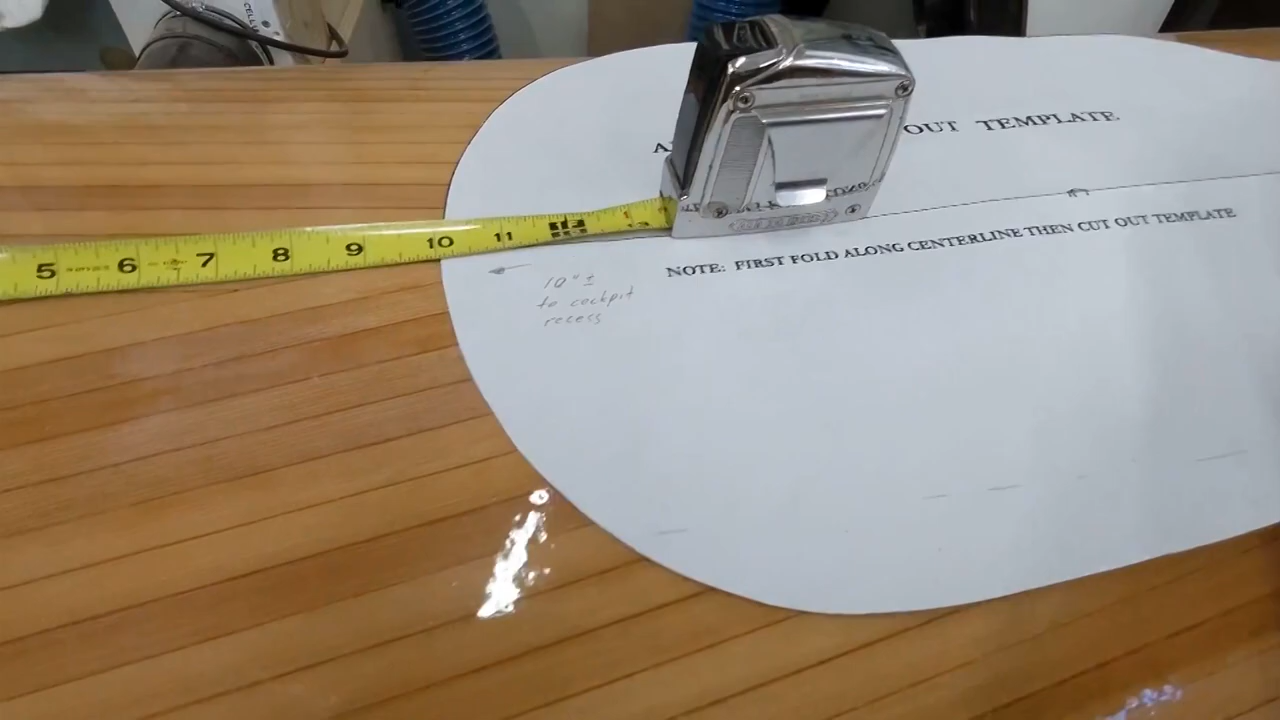 CELLU
OUT TEMPLATE.
5 6 7 8 9 10 11
NOTE: FIRST FOLD ALONG CENTERLINE THEN CUT OUT TEMPLATE
10" ±
to cockpit
recess